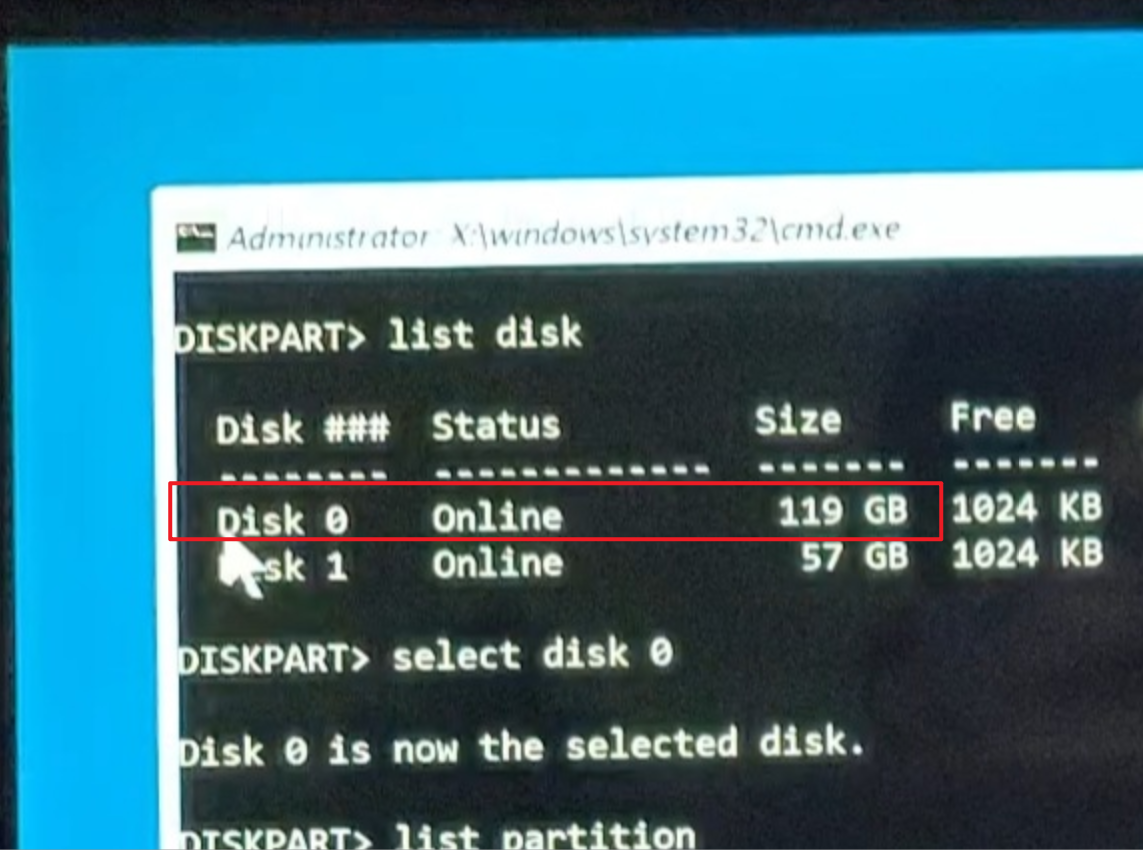 Administrator X:\windows\system32\cmd.exe
DISKPART> list disk
Disk ### Status Size Free
-------- ------------- ------- -------
Disk 0 Online 119 GB 1024 KB
Disk 1 Online 57 GB 1024 KB
DISKPART> select disk 0
Disk 0 is now the selected disk.
DISKPART> list partition